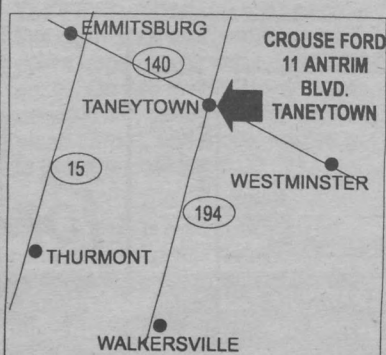 EMMITSBURG
CROUSE FORD
11 ANTRIM
BLVD.
TANEYTOWN
140
TANEYTOWN
15
WESTMINSTER
194
THURMONT
WALKERSVILLE